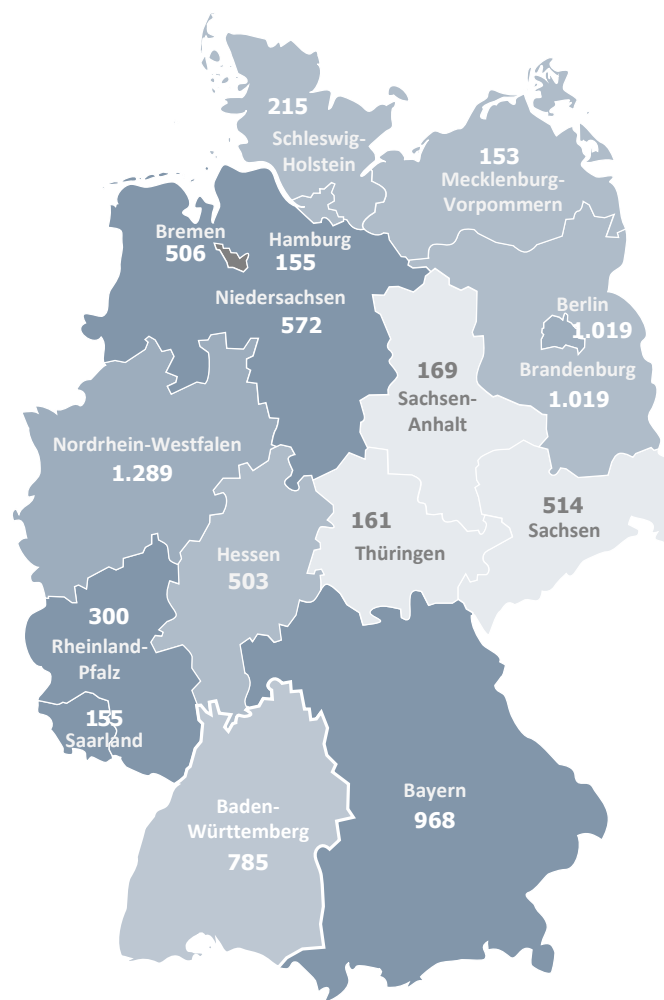 215
Schleswig-
Holstein
153
Mecklenburg-
Vorpommern
Bremen
506
Hamburg
155
Niedersachsen
572
Berlin
1.019
Brandenburg
1.019
169
Sachsen-
Anhalt
Nordrhein-Westfalen
1.289
514
Sachsen
161
Thüringen
Hessen
503
300
Rheinland-
Pfalz
155
Saarland
Bayern
968
Baden-
Württemberg
785